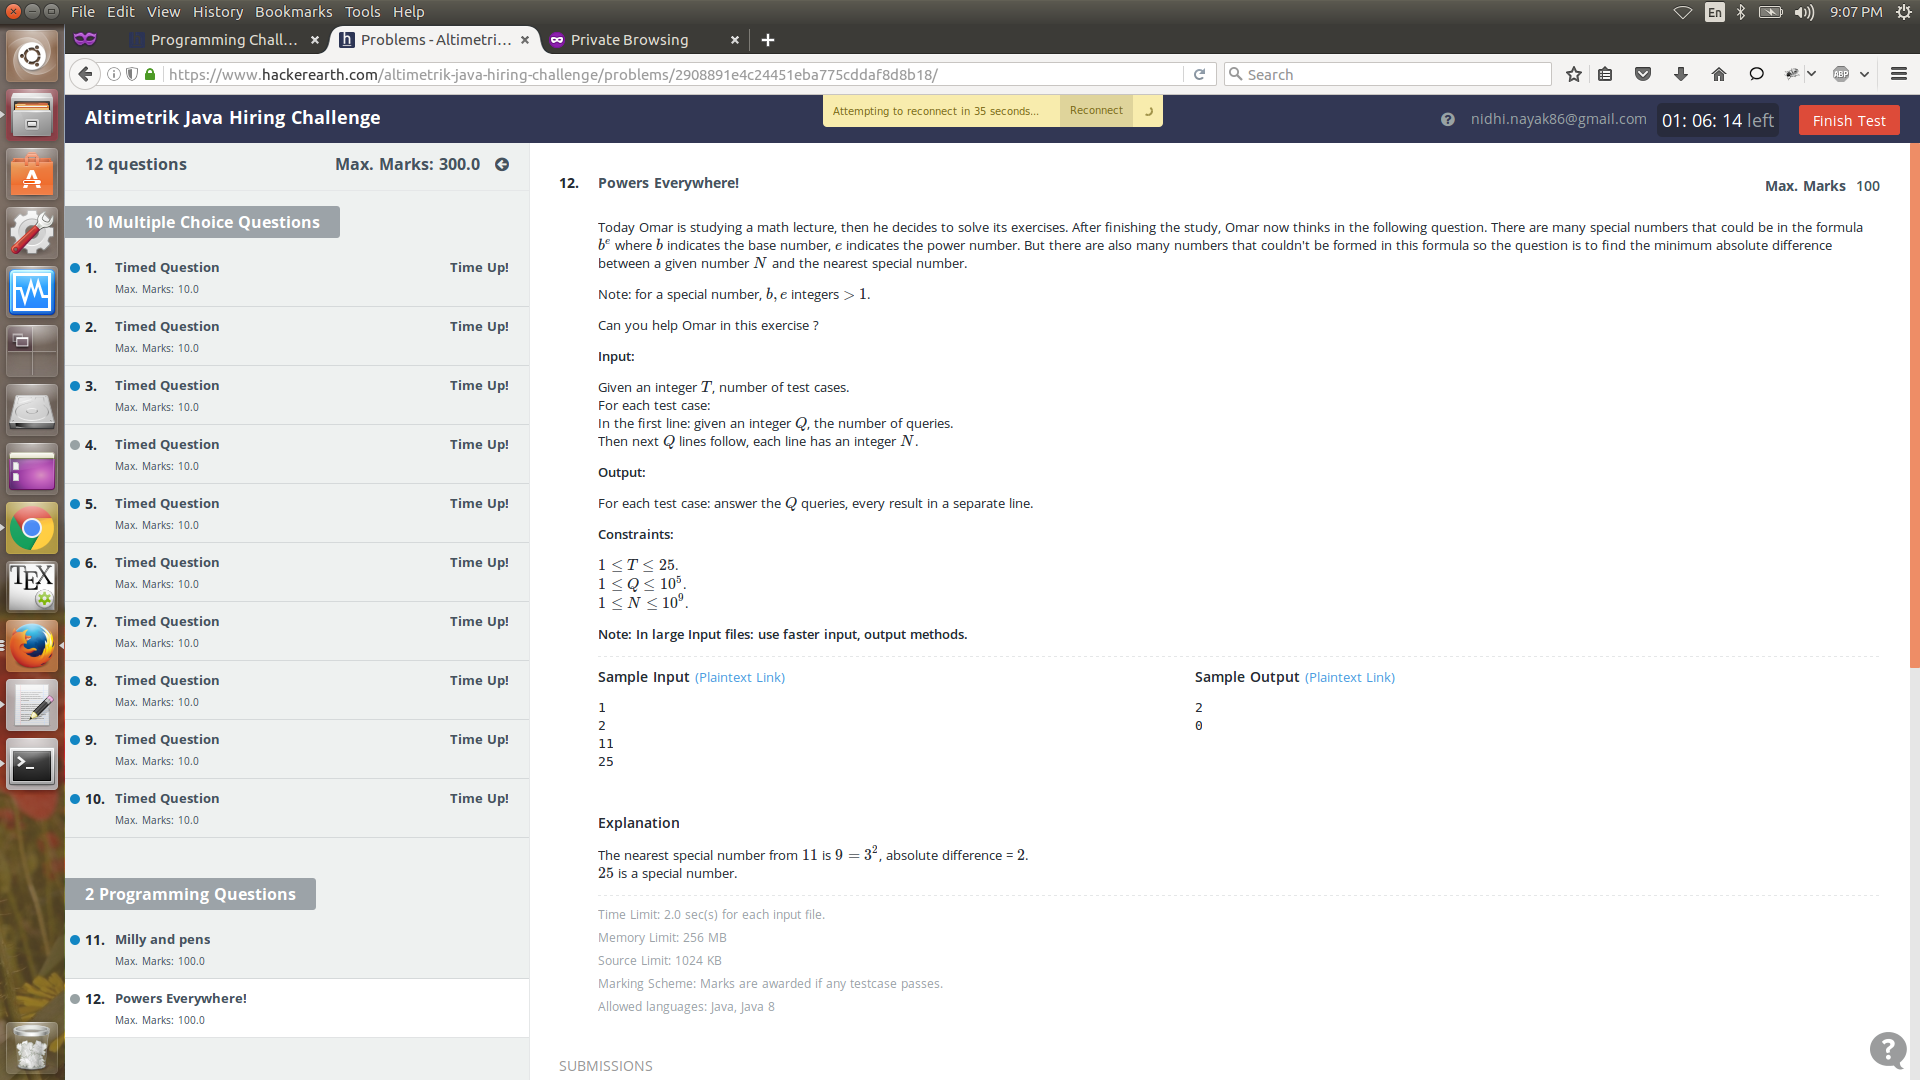 File Edit View History Bookmarks Tools Help
En 9:07 PM
Programming Chall... × Problems - Altimetri... × Private Browsing × +
https://www.hackerearth.com/altimetrik-java-hiring-challenge/problems/2908891e4c24451eba775cddaf8d8b18/ Search ABP
Altimetrik Java Hiring Challenge
Attempting to reconnect in 35 seconds... Reconnect
nidhi.nayak86@gmail.com 01: 06: 14 left Finish Test
12 questions Max. Marks: 300.0
10 Multiple Choice Questions
1. Timed Question Time Up!
Max. Marks: 10.0
2. Timed Question Time Up!
Max. Marks: 10.0
3. Timed Question Time Up!
Max. Marks: 10.0
4. Timed Question Time Up!
Max. Marks: 10.0
5. Timed Question Time Up!
Max. Marks: 10.0
6. Timed Question Time Up!
Max. Marks: 10.0
7. Timed Question Time Up!
Max. Marks: 10.0
8. Timed Question Time Up!
Max. Marks: 10.0
9. Timed Question Time Up!
Max. Marks: 10.0
10. Timed Question Time Up!
Max. Marks: 10.0
2 Programming Questions
11. Milly and pens
Max. Marks: 100.0
12. Powers Everywhere!
Max. Marks: 100.0
12. Powers Everywhere!
Max. Marks 100
Today Omar is studying a math lecture, then he decides to solve its exercises. After finishing the study, Omar now thinks in the following question. There are many special numbers that could be in the formula
b^e where b indicates the base number, e indicates the power number. But there are also many numbers that couldn't be formed in this formula so the question is to find the minimum absolute difference
between a given number N and the nearest special number.
Note: for a special number, b, e integers > 1.
Can you help Omar in this exercise ?
Input:
Given an integer T, number of test cases.
For each test case:
In the first line: given an integer Q, the number of queries.
Then next Q lines follow, each line has an integer N.
Output:
For each test case: answer the Q queries, every result in a separate line.
Constraints:
1 ≤ T ≤ 25.
1 ≤ Q ≤ 10^5.
1 ≤ N ≤ 10^9.
Note: In large Input files: use faster input, output methods.
Sample Input (Plaintext Link)
1
2
11
25
Sample Output (Plaintext Link)
2
0
Explanation
The nearest special number from 11 is 9 = 3^2, absolute difference = 2.
25 is a special number.
Time Limit: 2.0 sec(s) for each input file.
Memory Limit: 256 MB
Source Limit: 1024 KB
Marking Scheme: Marks are awarded if any testcase passes.
Allowed languages: Java, Java 8
SUBMISSIONS
TEX